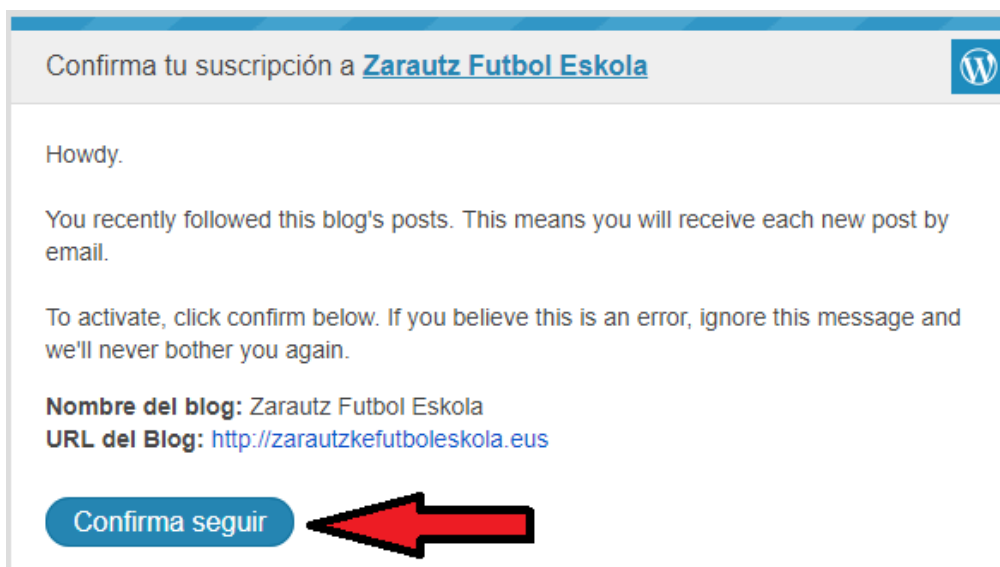 Confirma tu suscripción a Zarautz Futbol Eskola
Howdy.
You recently followed this blog's posts. This means you will receive each new post by
email.
To activate, click confirm below. If you believe this is an error, ignore this message and
we'll never bother you again.
Nombre del blog: Zarautz Futbol Eskola
URL del Blog: http://zarautzkefutboleskola.eus
Confirma seguir